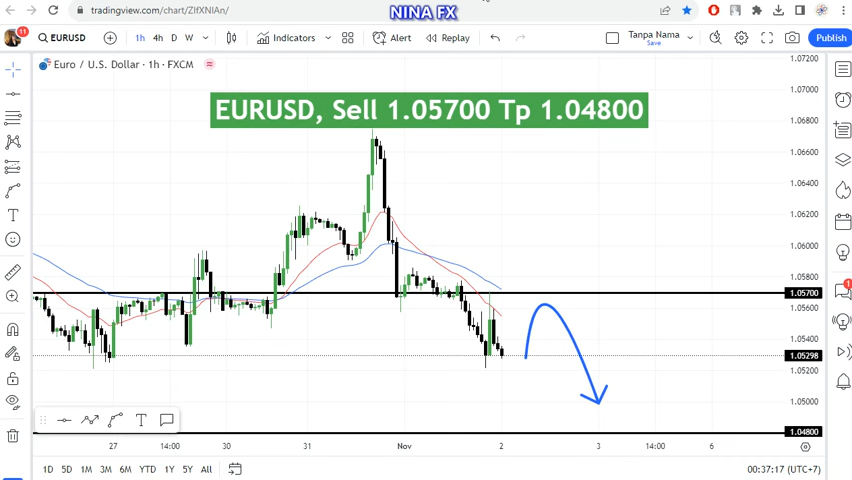 NINA FX
tradingview.com/chart/ZIfXNIAn/
11
EURUSD
1h 4h D W
Indicators
Alert
Replay
Tranpa Nama
Save
Publish
Euro / U.S. Dollar · 1h · FXCM
EURUSD, Sell 1.05700 Tp 1.04800
1.07200
1.07000
1.06800
1.06600
1.06400
1.06200
1.06000
1.05800
1.05700
1.05600
1.05400
1.05298
1.05200
1.05000
1.04800
1
27 14:00 30 31 Nov 2 3 14:00 6
1D 5D 1M 3M 6M YTD 1Y 5Y All
00:37:17 (UTC+7)